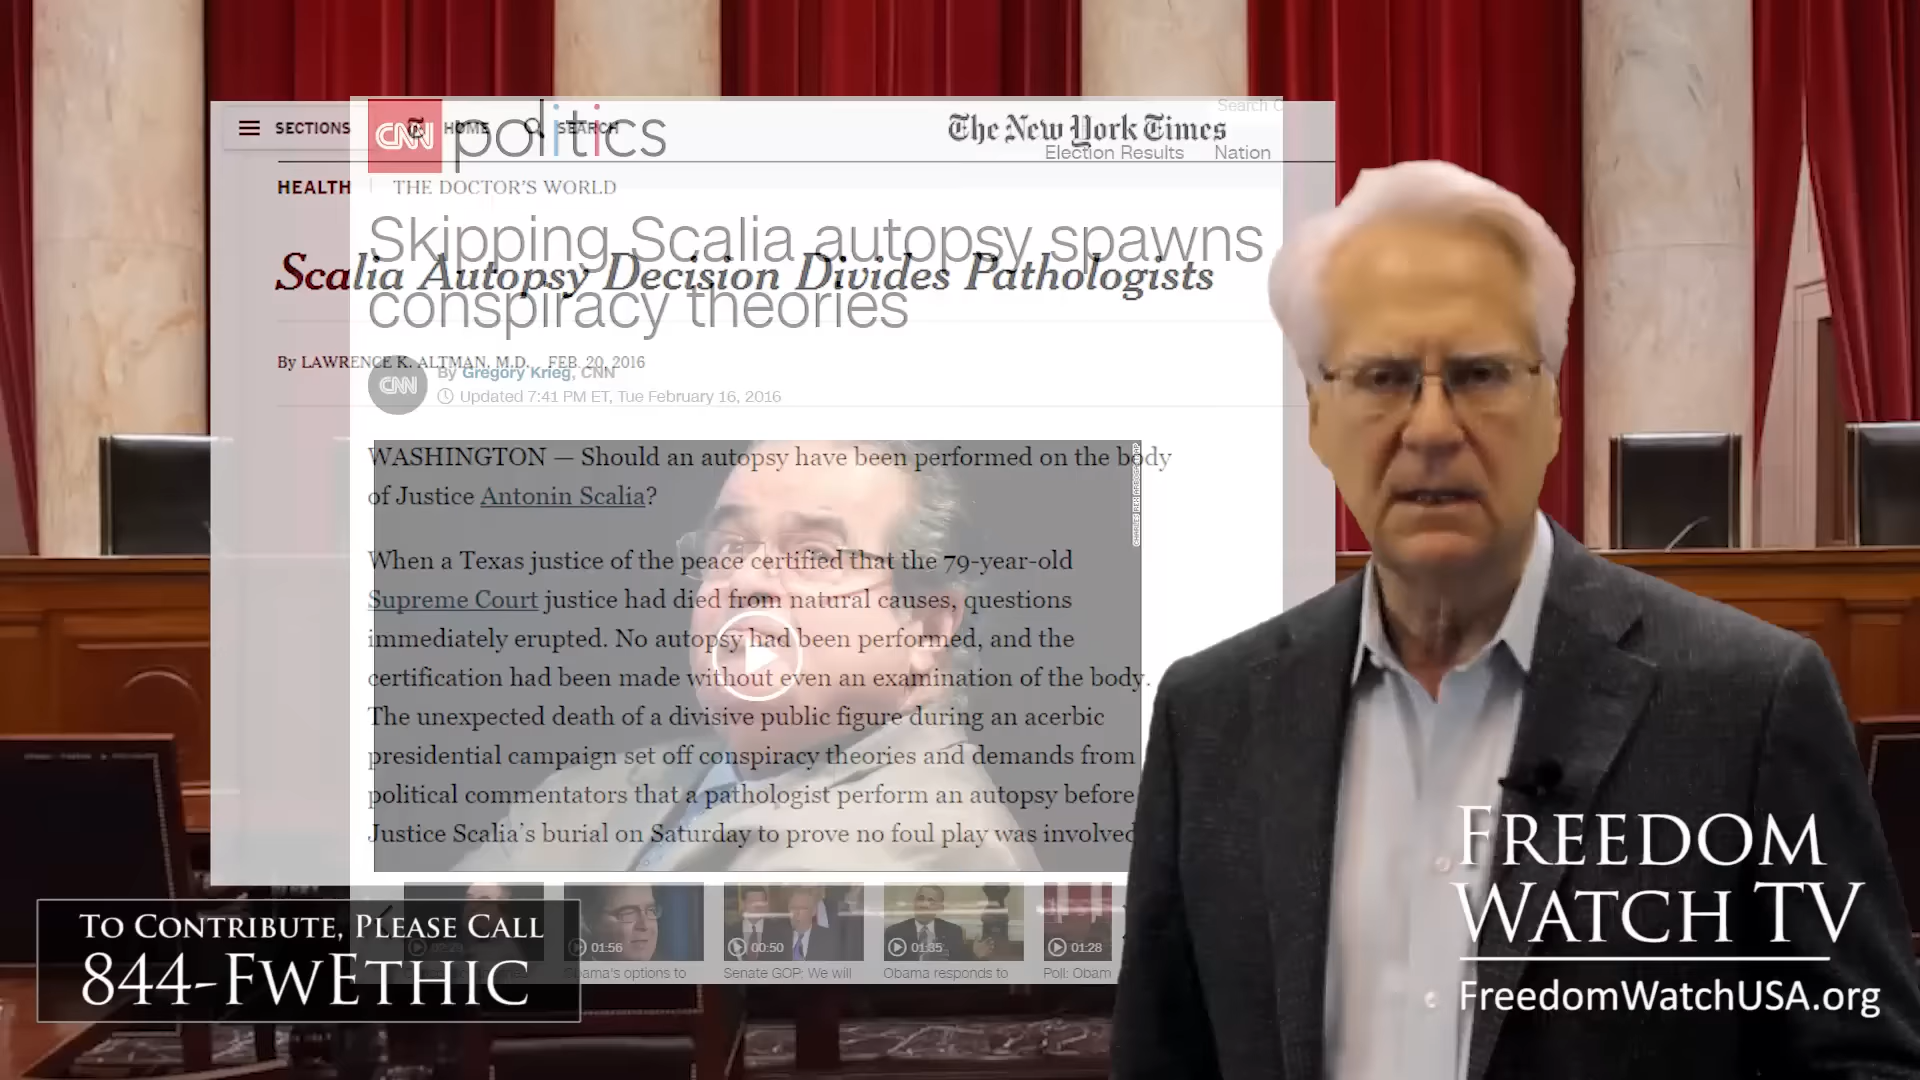 SECTIONS
HOME
SEARCH
The New York Times
HEALTH
THE DOCTOR'S WORLD
Scalia Autopsy Decision Divides Pathologists
By LAWRENCE K. ALTMAN, M.D. FEB. 20, 2016
WASHINGTON — Should an autopsy have been performed on the body
of Justice Antonin Scalia?
When a Texas justice of the peace certified that the 79-year-old
Supreme Court justice had died from natural causes, questions
immediately erupted. No autopsy had been performed, and the
certification had been made without even an examination of the body.
The unexpected death of a divisive public figure during an acerbic
presidential campaign set off conspiracy theories and demands from
political commentators that a pathologist perform an autopsy before
Justice Scalia's burial on Saturday to prove no foul play was involved
CNN politics
Search
Election Results Nation
Skipping Scalia autopsy spawns
conspiracy theories
CNN
By Gregory Krieg, CNN
Updated 7:41 PM ET, Tue February 16, 2016
01:56
00:50
01:35
01:28
Obama's options to
Senate GOP: We will
Obama responds to
Poll: Obam
TO CONTRIBUTE, PLEASE CALL
844-FWETHIC
FREEDOM
WATCH TV
FreedomWatchUSA.org